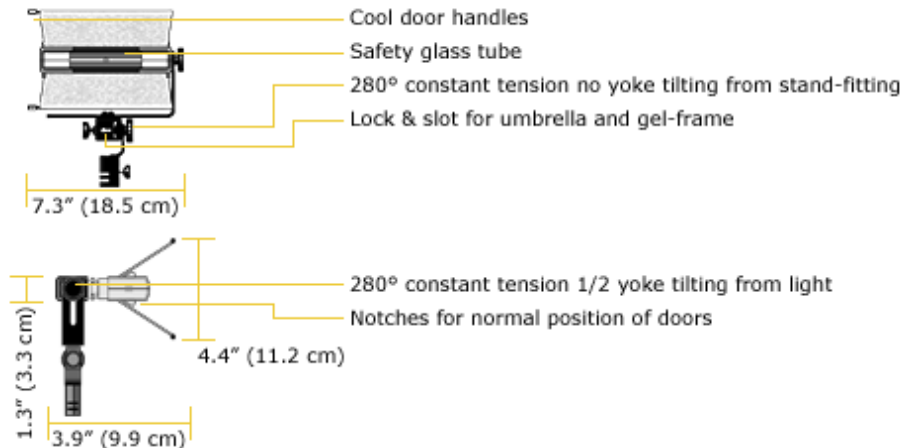 Cool door handles
Safety glass tube
280º constant tension no yoke tilting from stand-fitting
Lock & slot for umbrella and gel-frame
7.3” (18.5 cm)
280º constant tension 1/2 yoke tilting from light
Notches for normal position of doors
4.4” (11.2 cm)
1.3” (3.3 cm)
3.9” (9.9 cm)